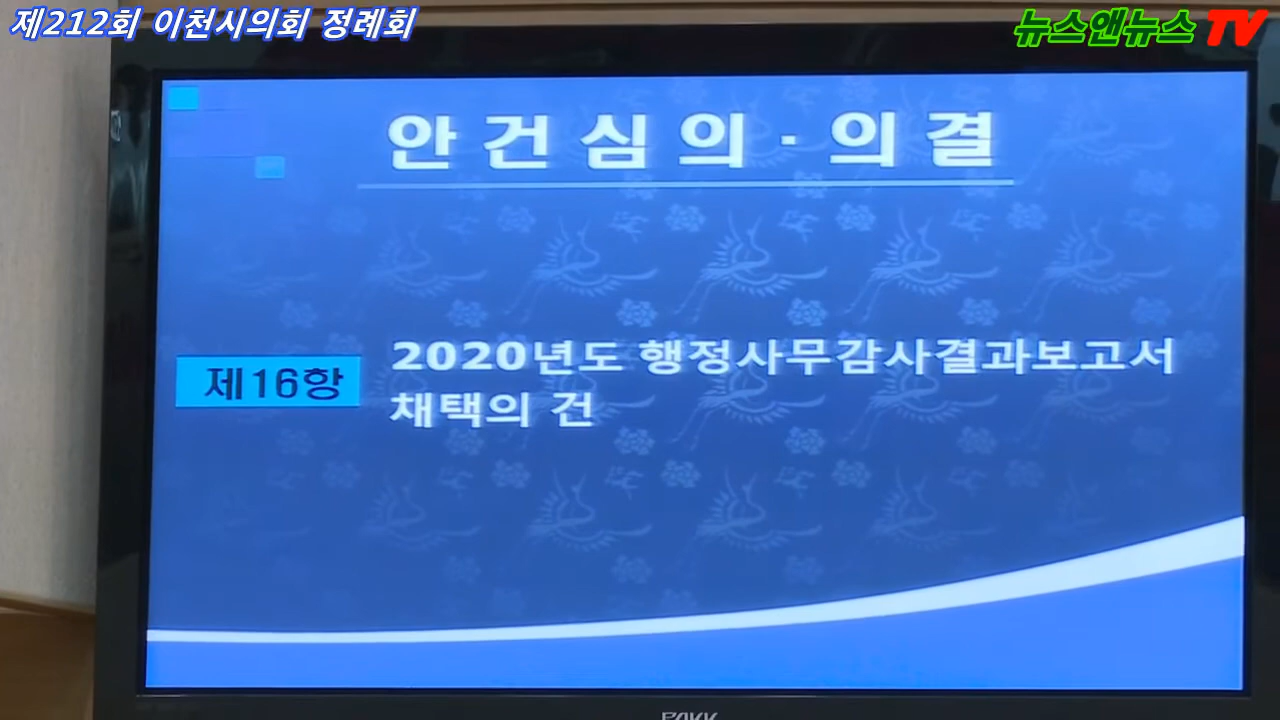 제212회 이천시의회 정례회
뉴스앤뉴스 TV
안건심의·의결
제16항
2020년도 행정사무감사결과보고서
채택의 건